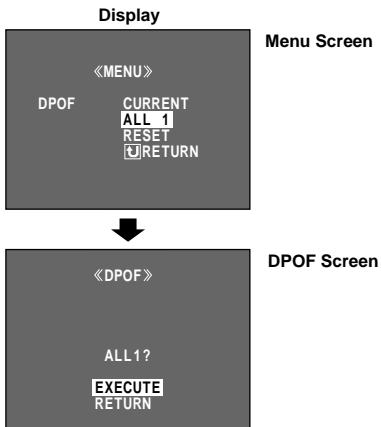 Display
Menu Screen
《MENU》
DPOF CURRENT
ALL 1
RESET
RETURN
DPOF Screen
《DPOF》
ALL1?
EXECUTE
RETURN